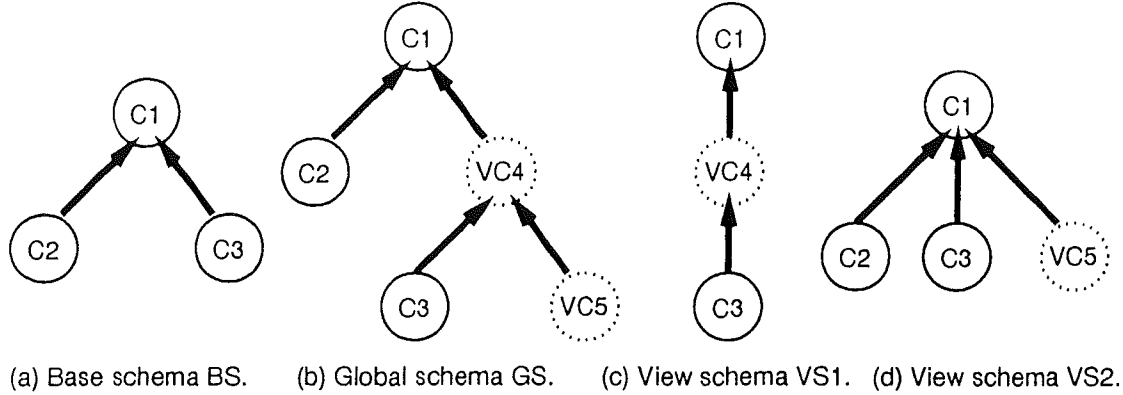 C1
C2
C3
(a) Base schema BS.
C1
C2
VC4
C3
VC5
(b) Global schema GS.
C1
VC4
C3
(c) View schema VS1.
C1
C2
C3
VC5
(d) View schema VS2.